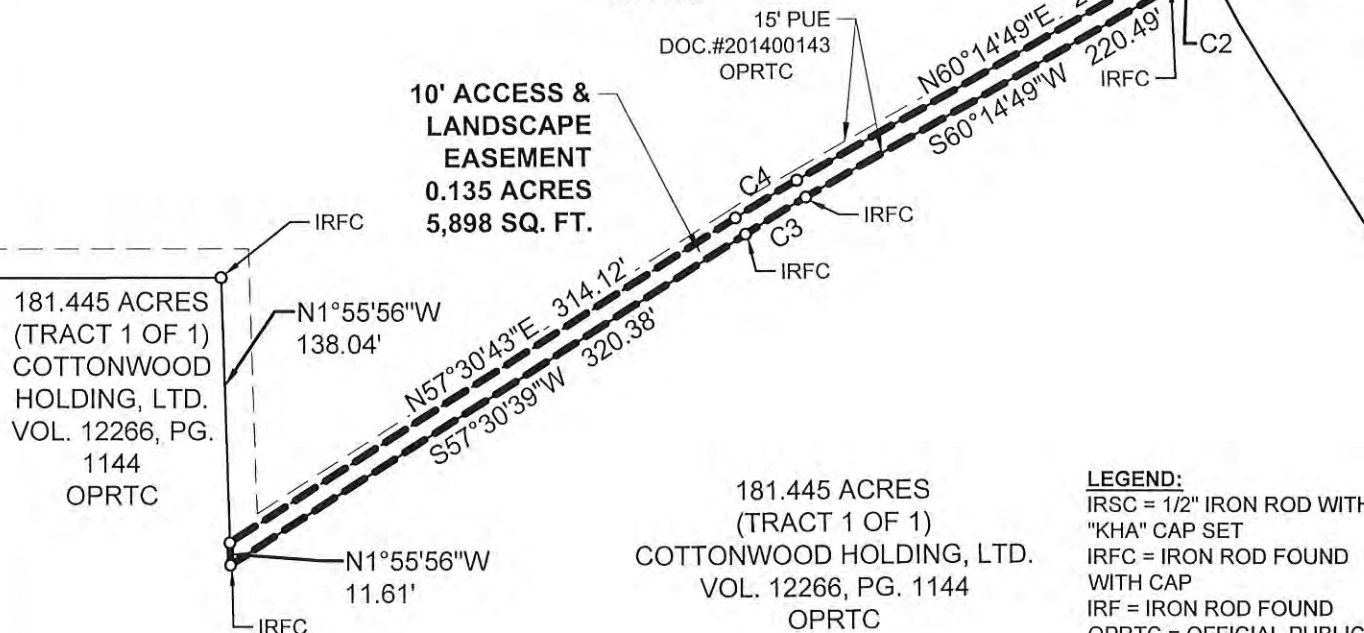 15' PUE
DOC.#201400143
OPRTC
N60°14'49"E.
S60°14'49"W 220.49'
C2
IRFC
10' ACCESS &
LANDSCAPE
EASEMENT
0.135 ACRES
5,898 SQ. FT.
C4
C3
IRFC
IRFC
IRFC
N57°30'43"E. 314.12'
S57°30'39"W 320.38'
181.445 ACRES
(TRACT 1 OF 1)
COTTONWOOD
HOLDING, LTD.
VOL. 12266, PG.
1144
OPRTC
N1°55'56"W
138.04'
N1°55'56"W
11.61'
IRFC
181.445 ACRES
(TRACT 1 OF 1)
COTTONWOOD HOLDING, LTD.
VOL. 12266, PG. 1144
OPRTC
LEGEND:
IRSC = 1/2" IRON ROD WITH
"KHA" CAP SET
IRFC = IRON ROD FOUND
WITH CAP
IRF = IRON ROD FOUND
OPRTC = OFFICIAL PUBLIC